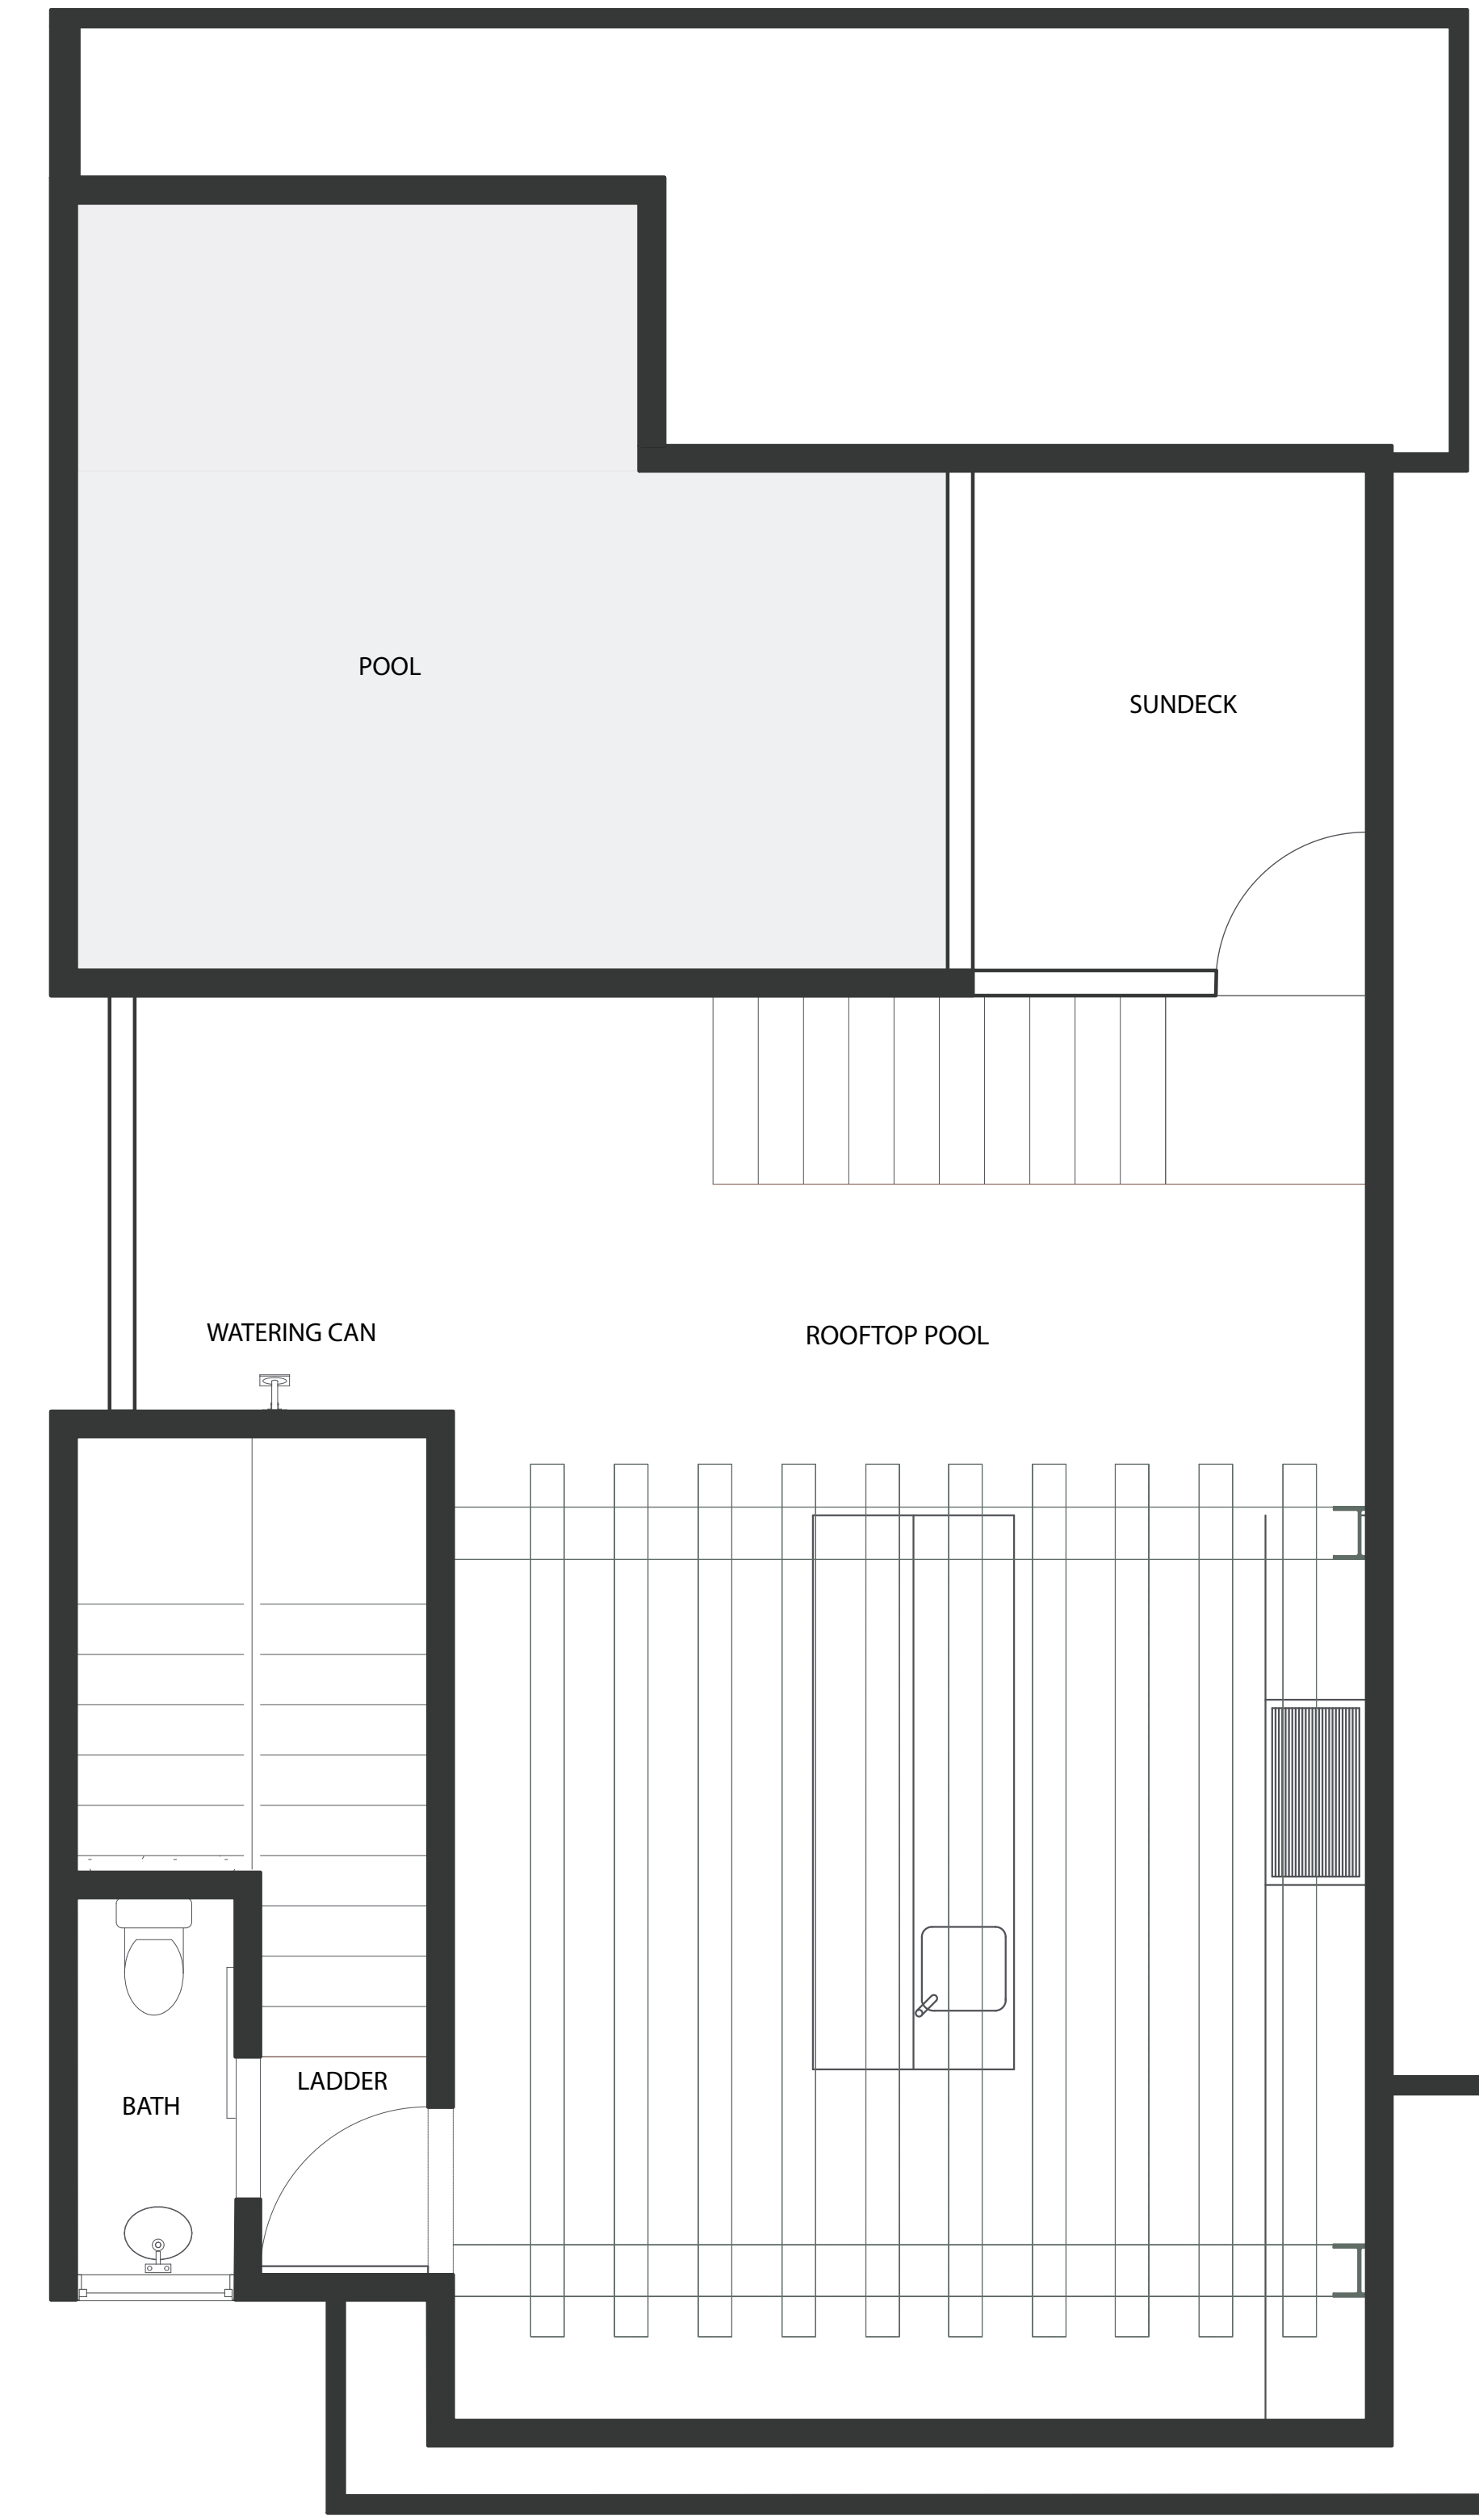 POOL
SUNDECK
WATERING CAN
ROOFTOP POOL
LADDER
BATH